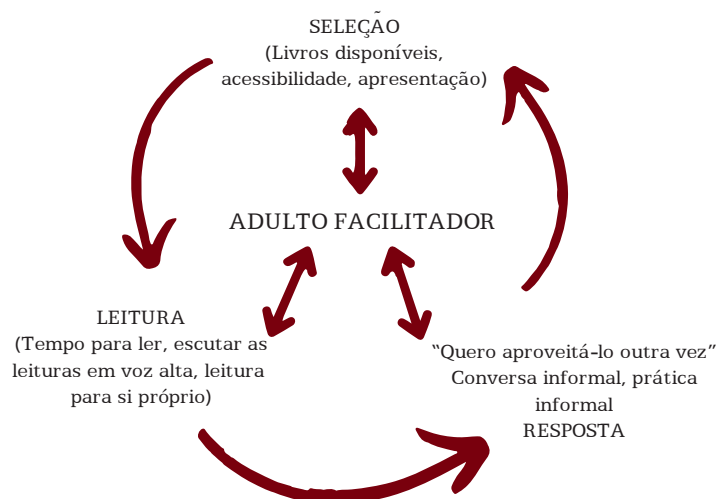 SELEÇÃO
(Livros disponíveis,
acessibilidade, apresentação)
ADULTO FACILITADOR
LEITURA
(Tempo para ler, escutar as
leituras em voz alta, leitura
para si próprio)
“Quero aproveitá-lo outra vez”
Conversa informal, prática
informal
RESPOSTA